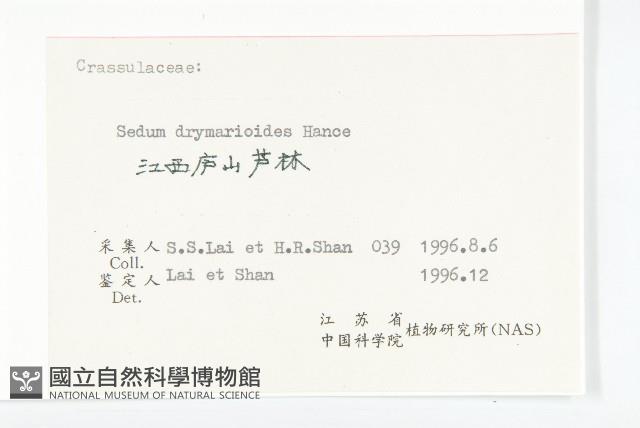 Crassulaceae:
Sedum drymarioides Hance
江西庐山芦林
采集人 S.S.Lai et H.R.Shan 039 1996.8.6
Coll.
鉴定人 Lai et Shan 1996.12
Det.
江苏省
中国科学院 植物研究所(NAS)
國立自然科學博物館
NATIONAL MUSEUM OF NATURAL SCIENCE